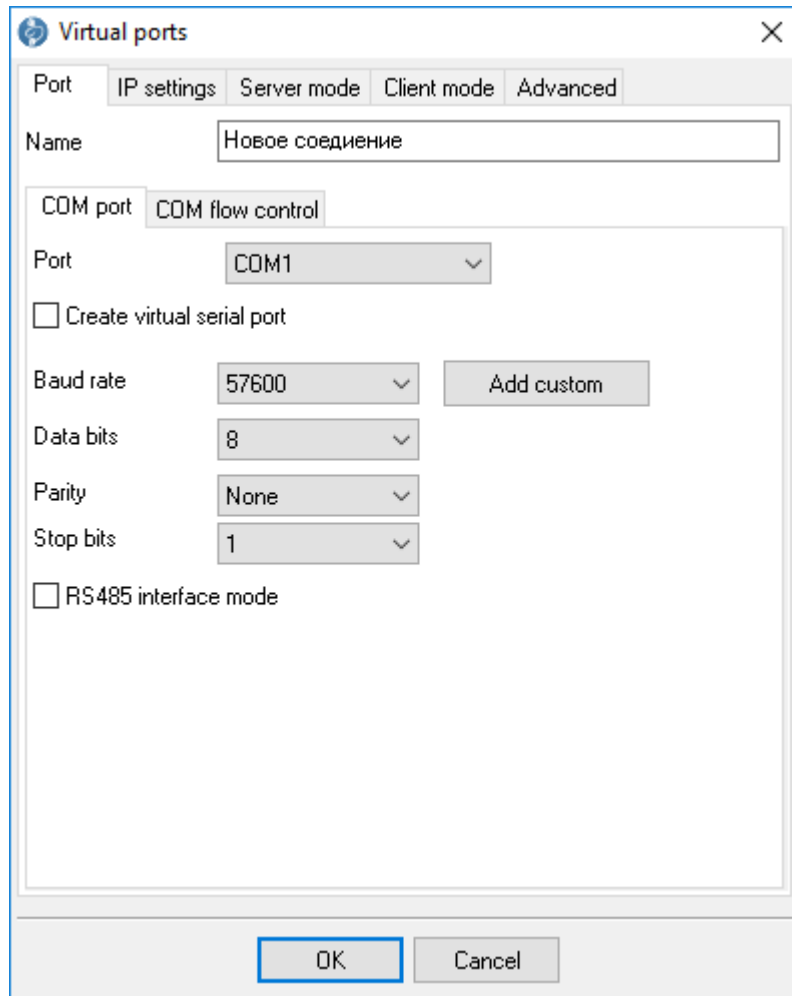 Virtual ports
Port IP settings Server mode Client mode Advanced
Name Новое соедиение
COM port COM flow control
Port COM1
Create virtual serial port
Baud rate 57600 Add custom
Data bits 8
Parity None
Stop bits 1
RS485 interface mode
OK Cancel